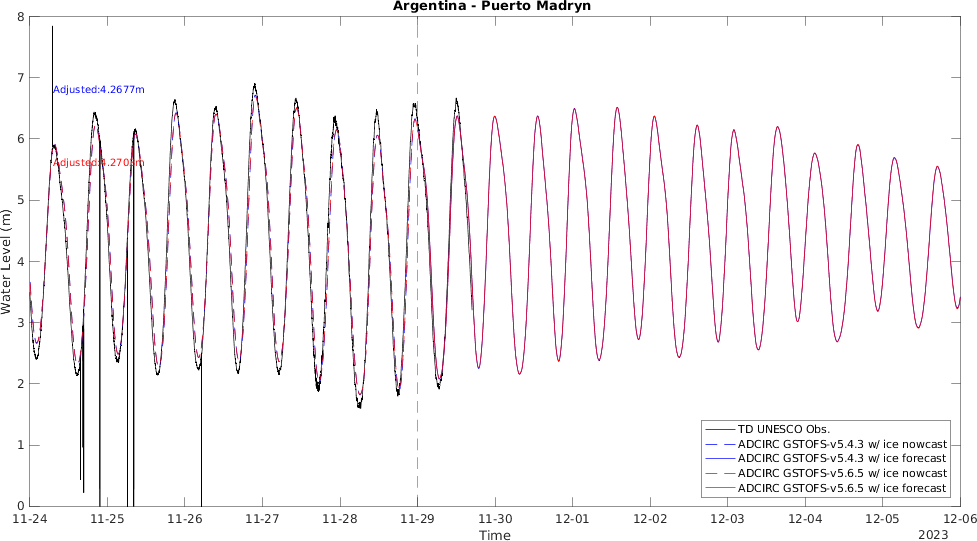 Argentina - Puerto Madryn
8
7
6
5
4
3
2
1
0
Water Level (m)
Adjusted:4.2677m
TD UNESCO Obs.
ADCIRC GSTOFS-v5.4.3 w/ ice nowcast
ADCIRC GSTOFS-v5.4.3 w/ ice forecast
ADCIRC GSTOFS-v5.6.5 w/ ice nowcast
ADCIRC GSTOFS-v5.6.5 w/ ice forecast
11-24 11-25 11-26 11-27 11-28 11-29 11-30 12-01 12-02 12-03 12-04 12-05 12-06
Time
2023